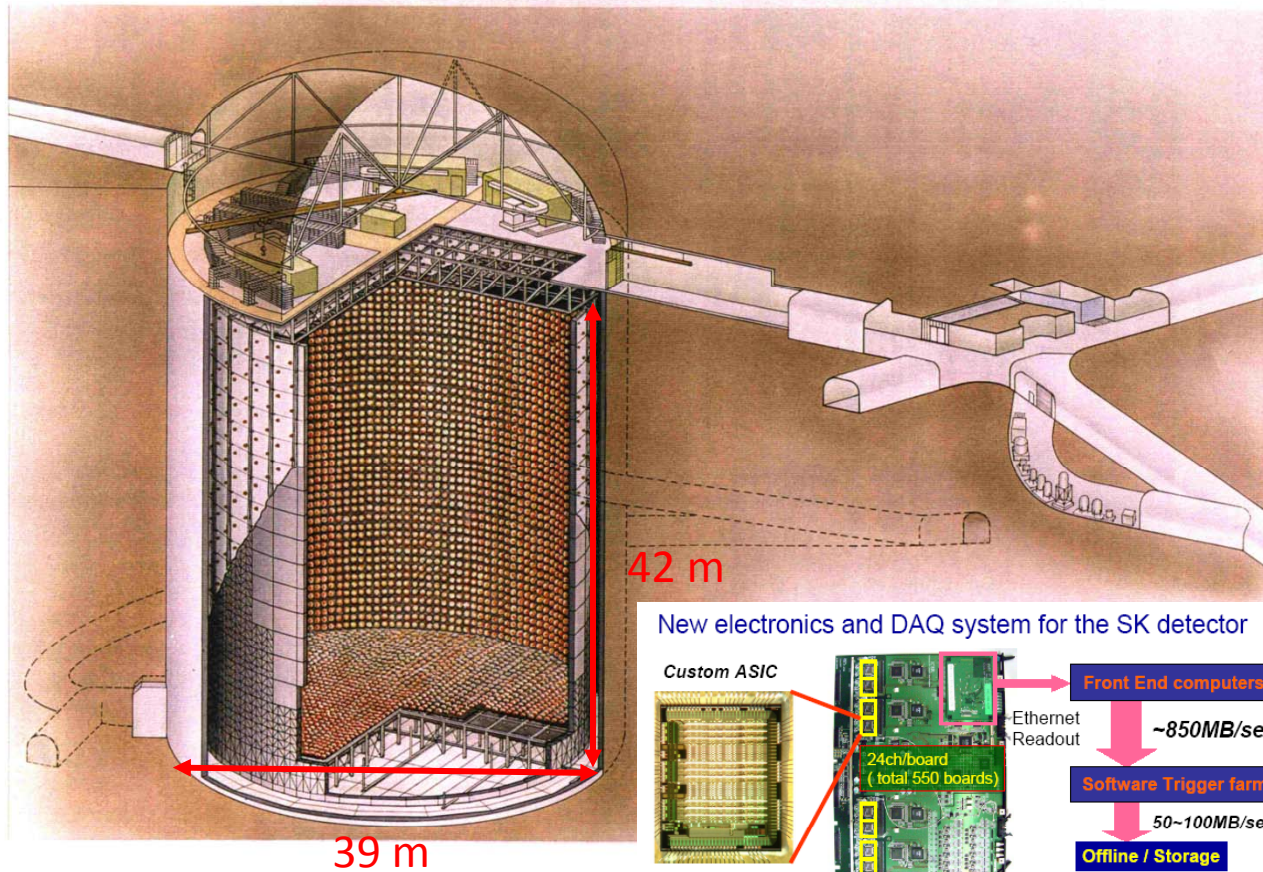 42 m
39 m
New electronics and DAQ system for the SK detector
Custom ASIC
24ch/board
( total 550 boards)
Ethernet
Readout
Front End computers
~850MB/se
Software Trigger farm
50~100MB/se
Offline / Storage